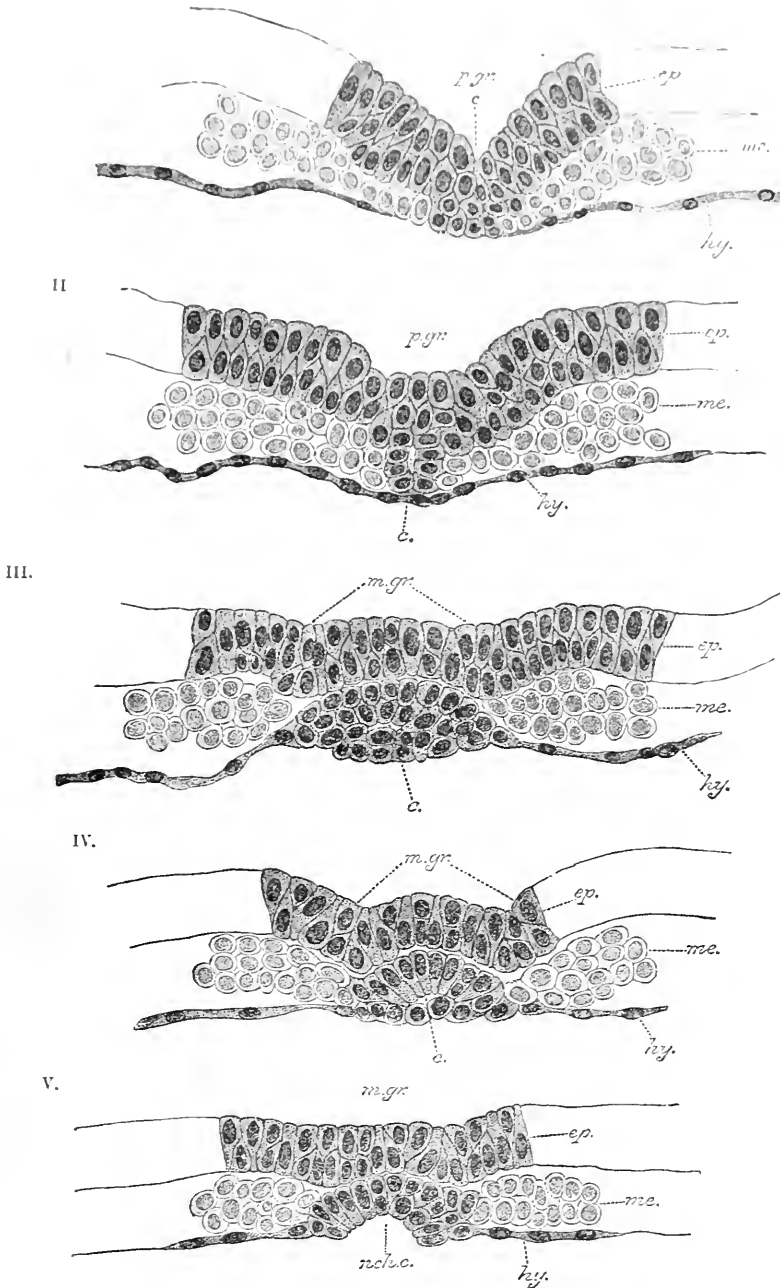 p.gr.
c
ep.
me.
hy.
II
p.gr.
ep.
me.
hy.
c.
III.
m.gr.
ep.
me.
hy.
c.
IV.
m.gr.
ep.
me.
c.
hy.
V.
m.gr.
ep.
me.
nch.c.
hy.